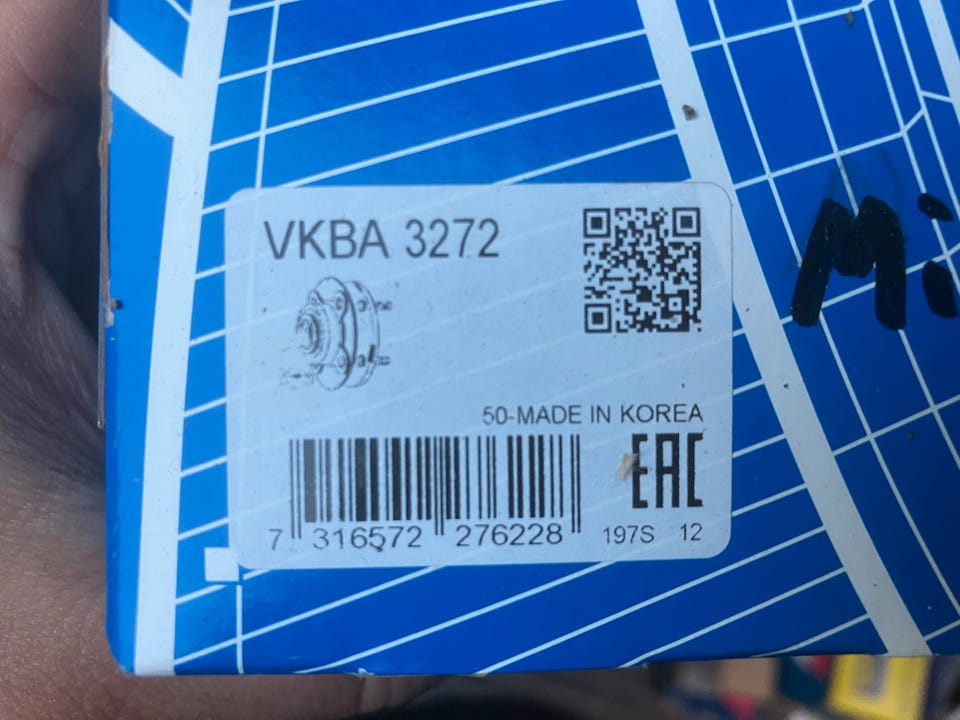 VKBA 3272
50-MADE IN KOREA
EAC
7 316572 276228
197S 12